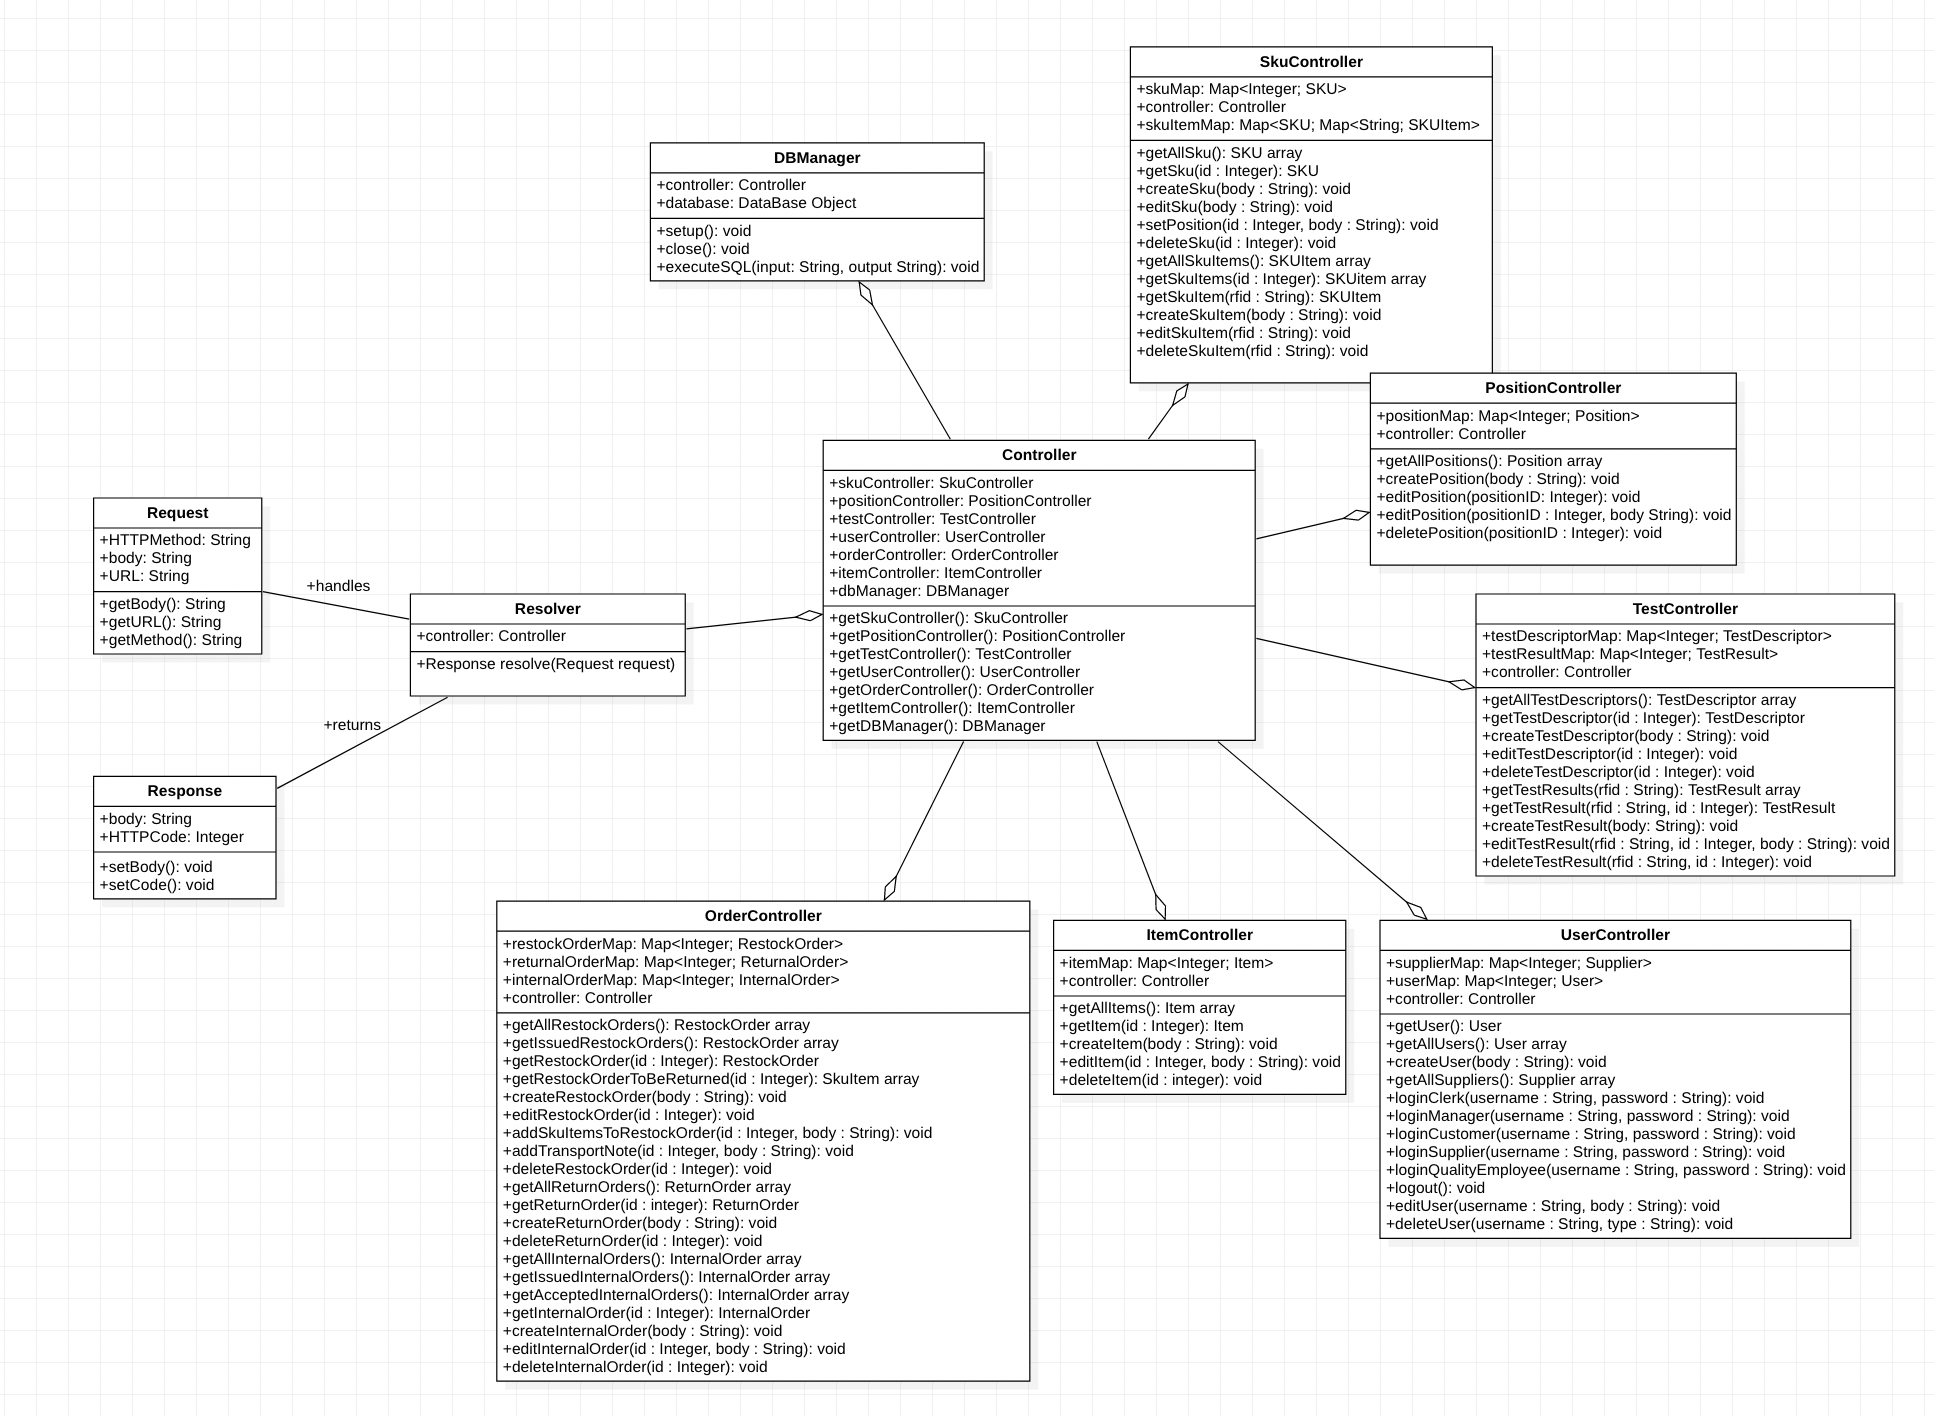 SkuController
+skuMap: Map<Integer; SKU>
+controller: Controller
+skuItemMap: Map<SKU; Map<String; SKUItem>
+getAllSku(): SKU array
+getSku(id : Integer): SKU
+createSku(body : String): void
+editSku(body : String): void
+setPosition(id : Integer, body : String): void
+deleteSku(id : Integer): void
+getAllSkuItems(): SKUItem array
+getSkuItems(id : Integer): SKUitem array
+getSkuItem(rfid : String): SKUItem
+createSkuItem(body : String): void
+editSkuItem(rfid : String): void
+deleteSkuItem(rfid : String): void
DBManager
+controller: Controller
+database: DataBase Object
+setup(): void
+close(): void
+executeSQL(input: String, output String): void
PositionController
+positionMap: Map<Integer; Position>
+controller: Controller
+getAllPositions(): Position array
+createPosition(body : String): void
+editPosition(positionID: Integer): void
+editPosition(positionID : Integer, body String): void
+deletePosition(positionID : Integer): void
Controller
+skuController: SkuController
+positionController: PositionController
+testController: TestController
+userController: UserController
+orderController: OrderController
+itemController: ItemController
+dbManager: DBManager
+getSkuController(): SkuController
+getPositionController(): PositionController
+getTestController(): TestController
+getUserController(): UserController
+getOrderController(): OrderController
+getItemController(): ItemController
+getDBManager(): DBManager
Request
+HTTPMethod: String
+body: String
+URL: String
+getBody(): String
+getURL(): String
+getMethod(): String
+handles
Resolver
+controller: Controller
+Response resolve(Request request)
+returns
Response
+body: String
+HTTPCode: Integer
+setBody(): void
+setCode(): void
TestController
+testDescriptorMap: Map<Integer; TestDescriptor>
+testResultMap: Map<Integer; TestResult>
+controller: Controller
+getAllTestDescriptors(): TestDescriptor array
+getTestDescriptor(id : Integer): TestDescriptor
+createTestDescriptor(body : String): void
+editTestDescriptor(id : Integer): void
+deleteTestDescriptor(id : Integer): void
+getTestResults(rfid : String): TestResult array
+getTestResult(rfid : String, id : Integer): TestResult
+createTestResult(body: String): void
+editTestResult(rfid : String, id : Integer, body : String): void
+deleteTestResult(rfid : String, id : Integer): void
OrderController
+restockOrderMap: Map<Integer; RestockOrder>
+returnalOrderMap: Map<Integer; ReturnalOrder>
+internalOrderMap: Map<Integer; InternalOrder>
+controller: Controller
+getAllRestockOrders(): RestockOrder array
+getIssuedRestockOrders(): RestockOrder array
+getRestockOrder(id : Integer): RestockOrder
+getRestockOrderToBeReturned(id : Integer): SkuItem array
+createRestockOrder(body : String): void
+editRestockOrder(id : Integer): void
+addSkuItemsToRestockOrder(id : Integer, body : String): void
+addTransportNote(id : Integer, body : String): void
+deleteRestockOrder(id : Integer): void
+getAllReturnOrders(): ReturnOrder array
+getReturnOrder(id : integer): ReturnOrder
+createReturnOrder(body : String): void
+deleteReturnOrder(id : Integer): void
+getAllInternalOrders(): InternalOrder array
+getIssuedInternalOrders(): InternalOrder array
+getAcceptedInternalOrders(): InternalOrder array
+getInternalOrder(id : Integer): InternalOrder
+createInternalOrder(body : String): void
+editInternalOrder(id : Integer, body : String): void
+deleteInternalOrder(id : Integer): void
ItemController
+itemMap: Map<Integer; Item>
+controller: Controller
+getAllItems(): Item array
+getItem(id : Integer): Item
+createItem(body : String): void
+editItem(id : Integer, body : String): void
+deleteItem(id : integer): void
UserController
+supplierMap: Map<Integer; Supplier>
+userMap: Map<Integer; User>
+controller: Controller
+getUser(): User
+getAllUsers(): User array
+createUser(body : String): void
+getAllSuppliers(): Supplier array
+loginClerk(username : String, password : String): void
+loginManager(username : String, password : String): void
+loginCustomer(username : String, password : String): void
+loginSupplier(username : String, password : String): void
+loginQualityEmployee(username : String, password : String): void
+logout(): void
+editUser(username : String, body : String): void
+deleteUser(username : String, type : String): void